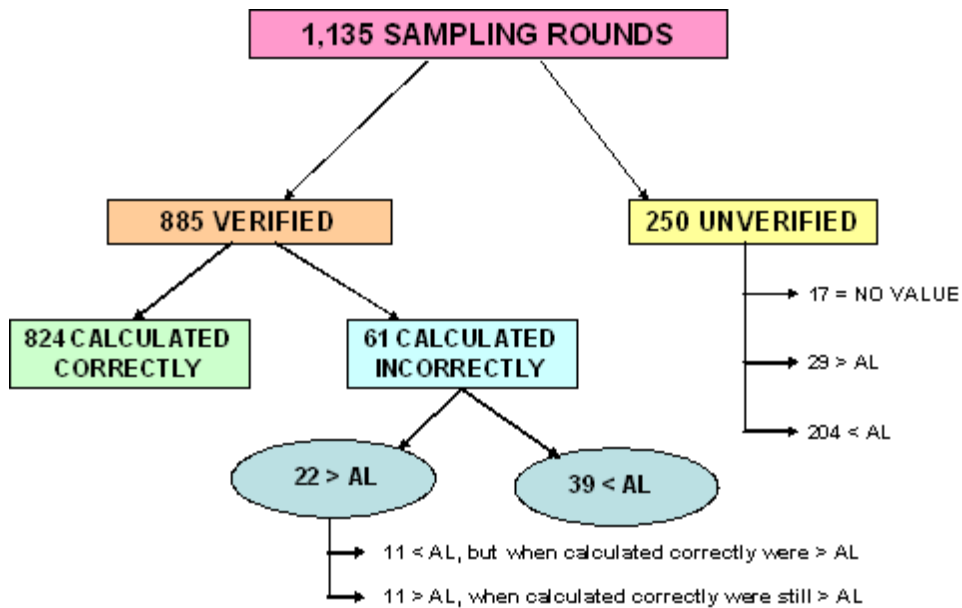 1,135 SAMPLING ROUNDS
885 VERIFIED
250 UNVERIFIED
17 = NO VALUE
29 > AL
204 < AL
824 CALCULATED
CORRECTLY
61 CALCULATED
INCORRECTLY
22 > AL
39 < AL
11 < AL, but when calculated correctly were > AL
11 > AL, when calculated correctly were still > AL